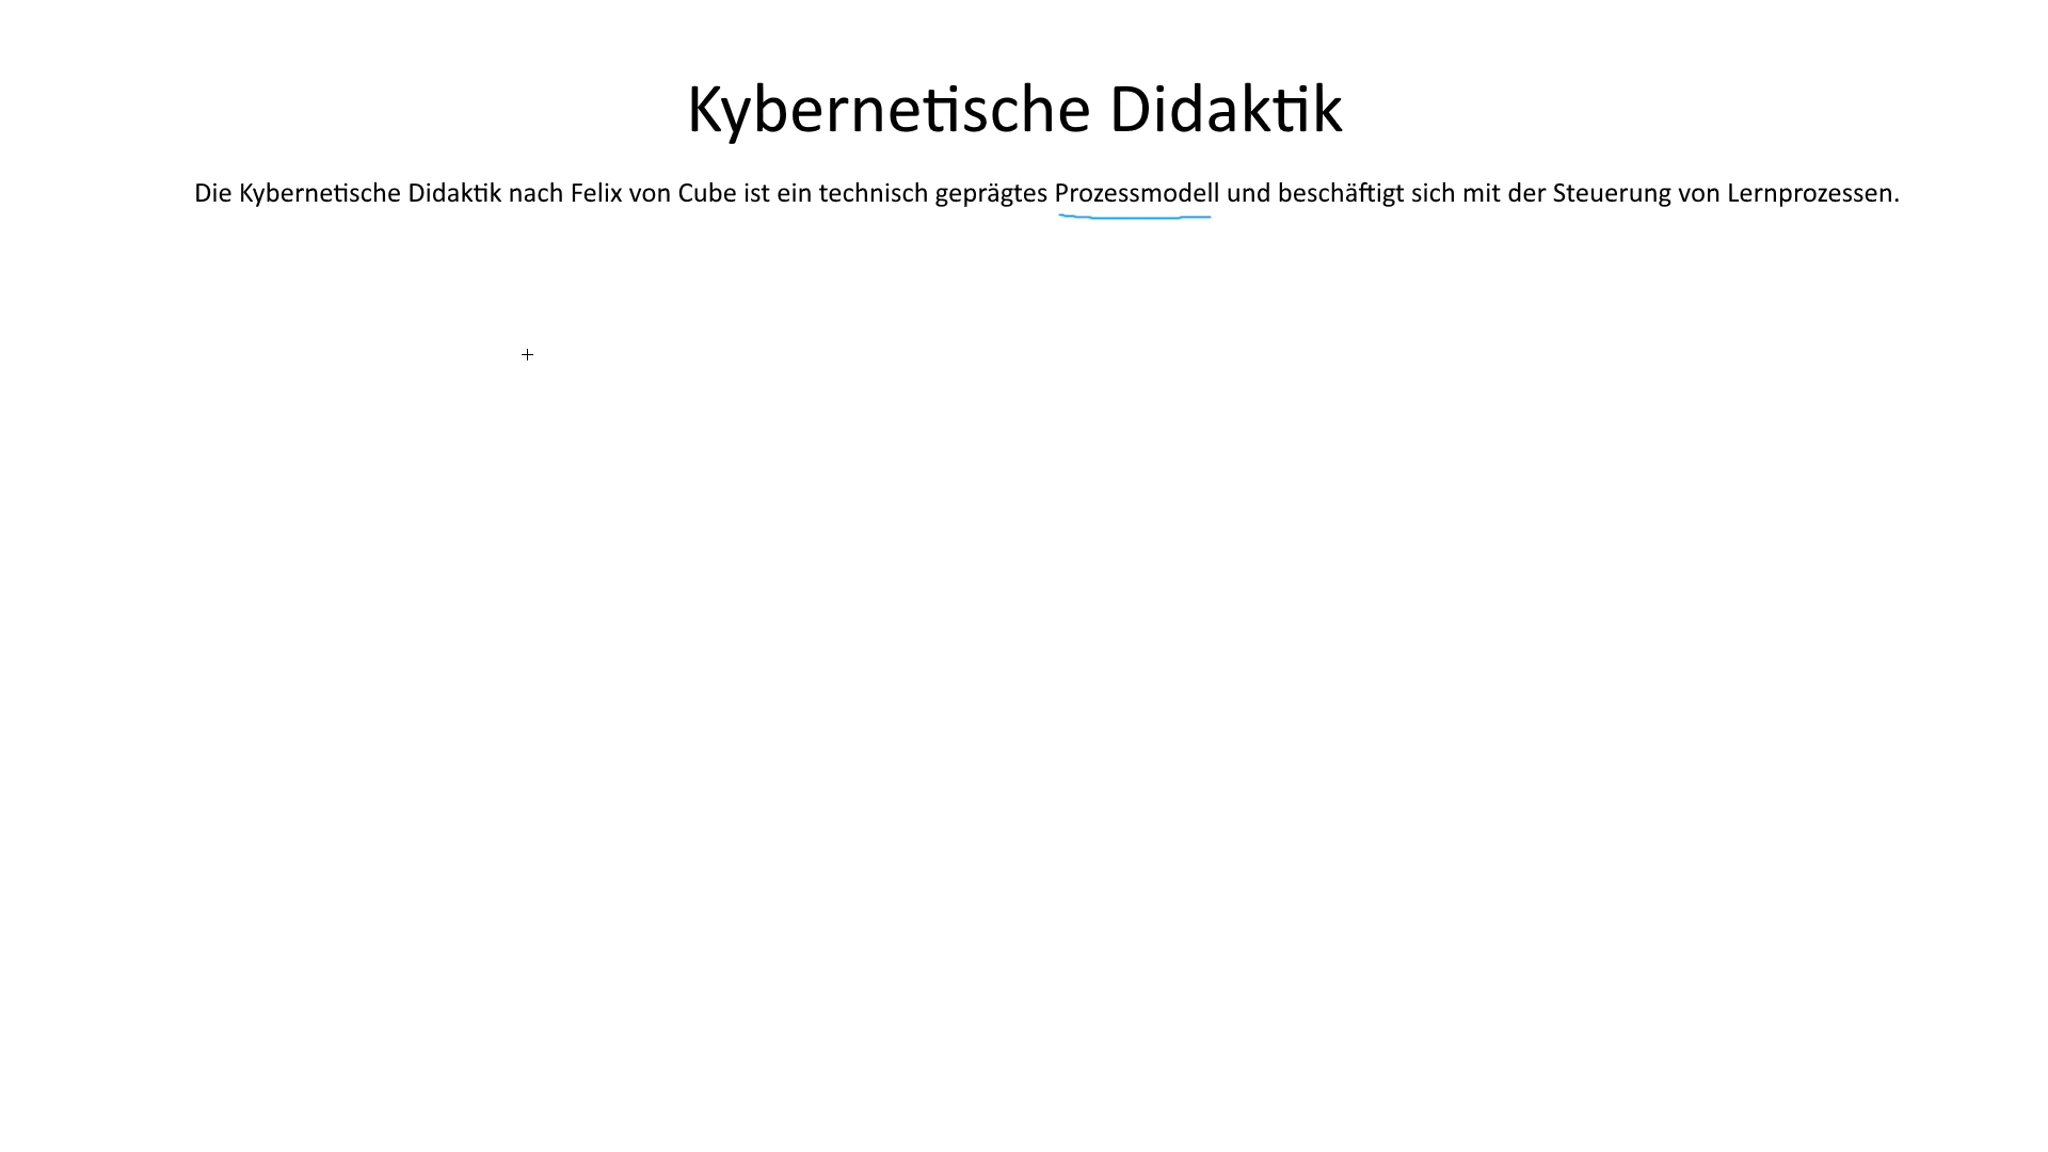 Kybernetische Didaktik
Die Kybernetische Didaktik nach Felix von Cube ist ein technisch geprägtes Prozessmodell und beschäftigt sich mit der Steuerung von Lernprozessen.